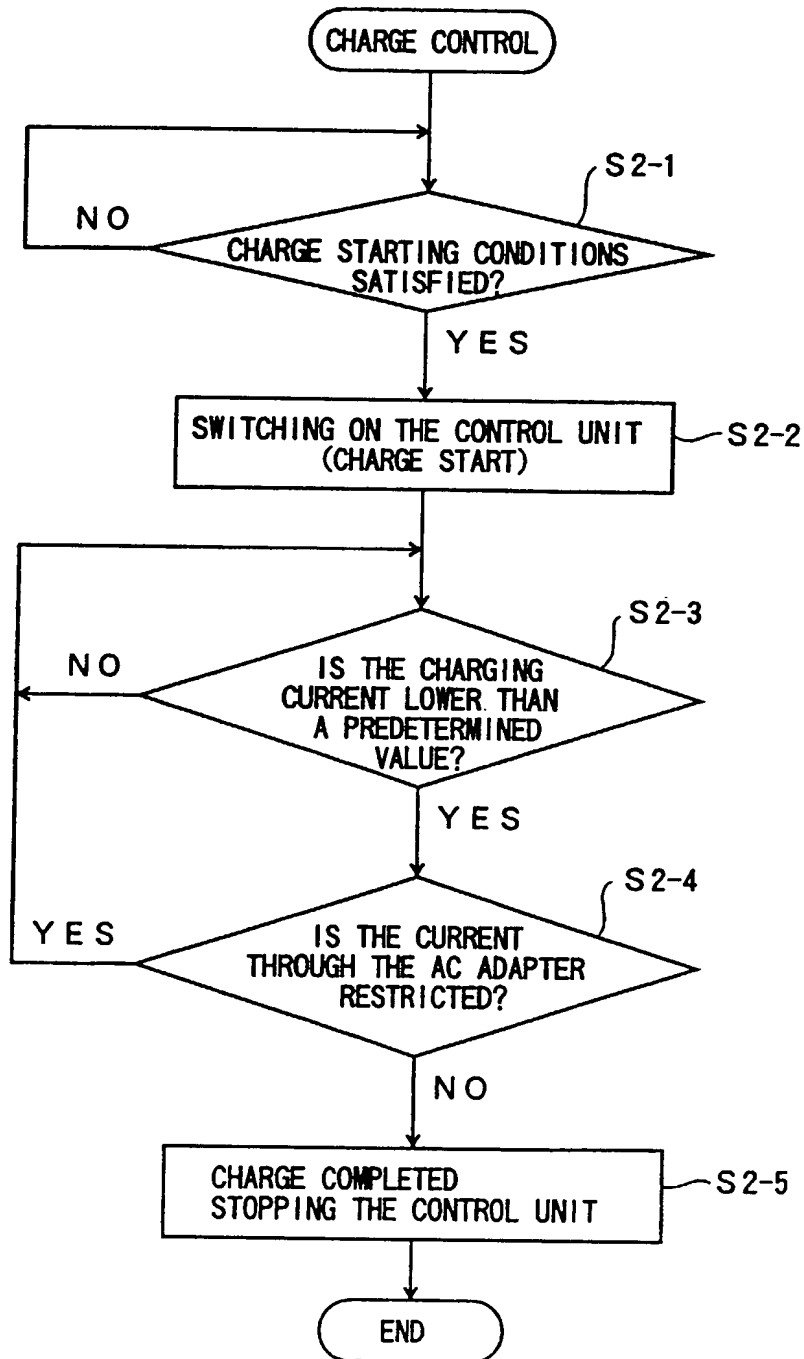 CHARGE CONTROL
S2-1
NO
CHARGE STARTING CONDITIONS
SATISFIED?
YES
SWITCHING ON THE CONTROL UNIT
(CHARGE START)
S2-2
S2-3
NO
IS THE CHARGING
CURRENT LOWER THAN
A PREDETERMINED
VALUE?
YES
S2-4
YES
IS THE CURRENT
THROUGH THE AC ADAPTER
RESTRICTED?
NO
CHARGE COMPLETED
STOPPING THE CONTROL UNIT
S2-5
END